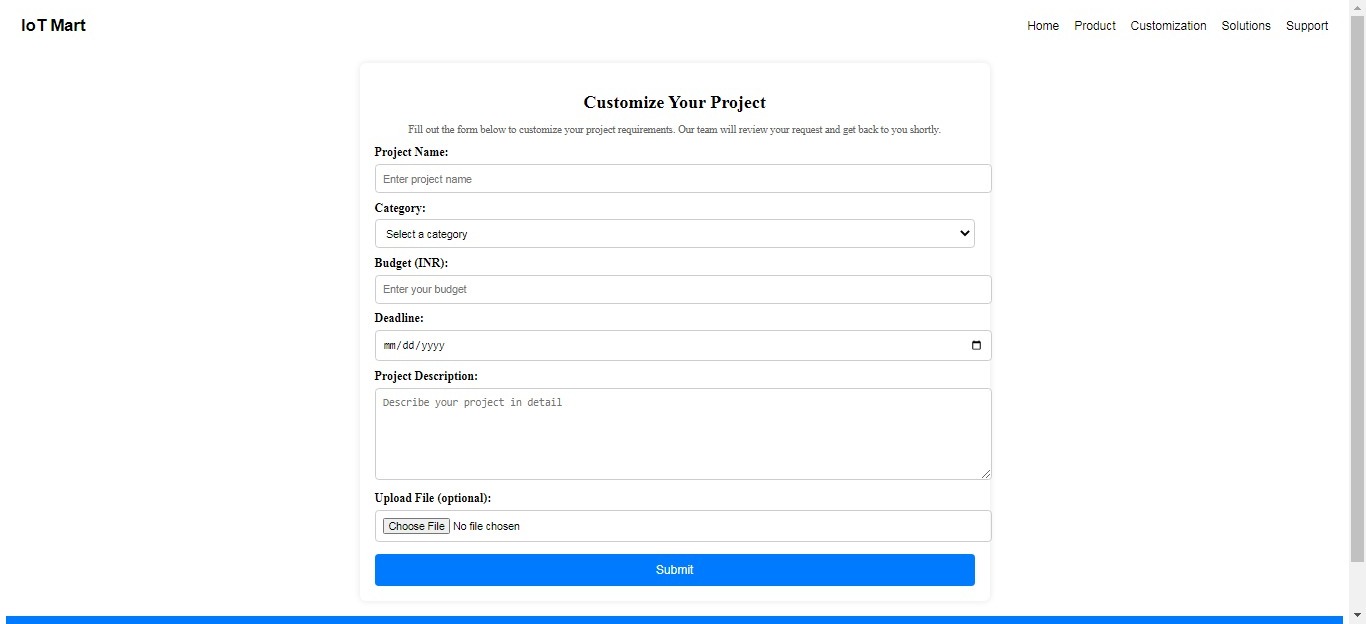 IoT Mart
Home Product Customization Solutions Support
Customize Your Project
Fill out the form below to customize your project requirements. Our team will review your request and get back to you shortly.
Project Name:
Enter project name
Category:
Select a category
Budget (INR):
Enter your budget
Deadline:
mm/dd/yyyy
Project Description:
Describe your project in detail
Upload File (optional):
Choose File No file chosen
Submit